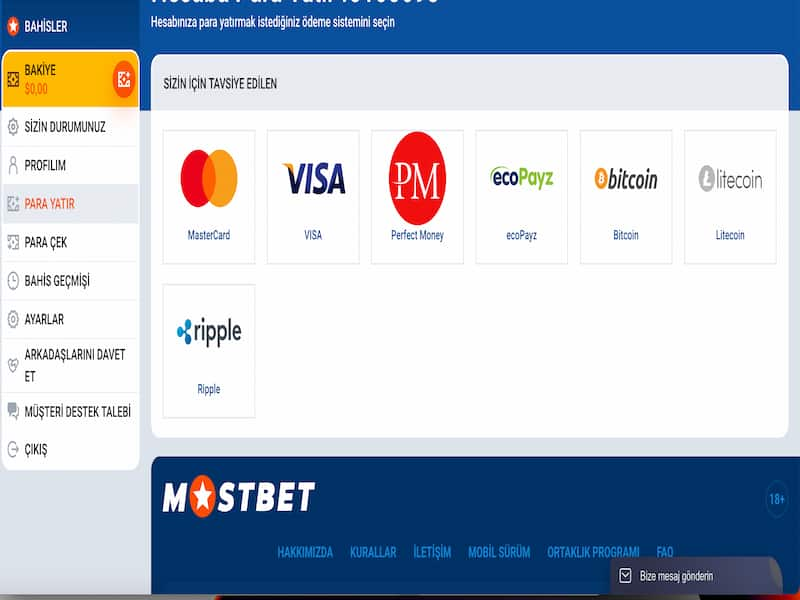 BAHİSLER
Hesabınıza para yatırmak istediğiniz ödeme sistemini seçin
BAKİYE
$0,00
SİZİN DURUMUNUZ
PROFILIM
PARA YATIR
PARA ÇEK
BAHİS GEÇMİŞİ
AYARLAR
ARKADAŞLARINI DAVET
ET
MÜŞTERİ DESTEK TALEBİ
ÇIKIŞ
SİZİN İÇİN TAVSİYE EDİLEN
MasterCard
VISA
VISA
PM
Perfect Money
ecoPayz
ecoPayz
bitcoin
Bitcoin
litecoin
Litecoin
ripple
Ripple
MOSTBET
18+
HAKKIMIZDA KURALLAR İLETİŞİM MOBİL SÜRÜM ORTAKLIK PROGRAMI FAQ
Bize mesaj gönderin